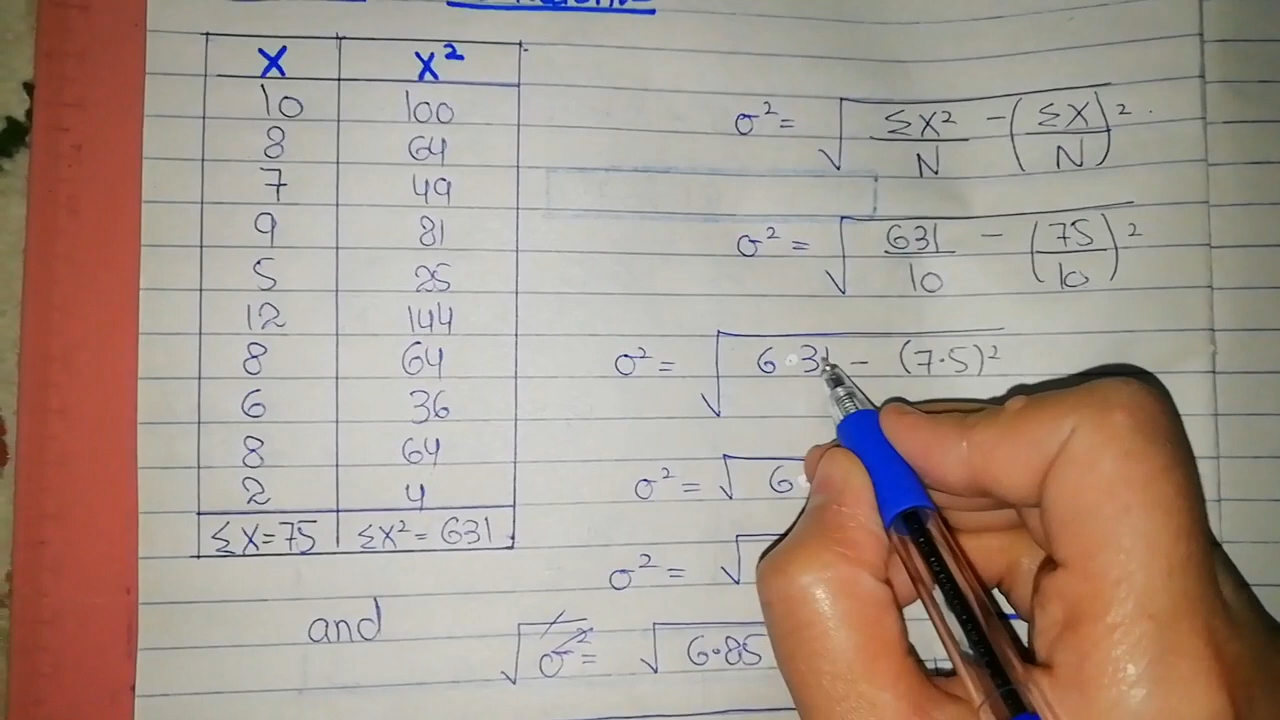 X X²
10 100
8 64
7 49
9 81
5 25
12 144
8 64
6 36
8 64
2 4
ΣX=75 ΣX²=631
and
σ²= √ ΣX²/N − (ΣX/N)².
σ²= √ 631/10 − (75/10)²
σ²= √ 6.31 − (7.5)²
σ²= √ 6.
σ²= √
√σ²= √6.85